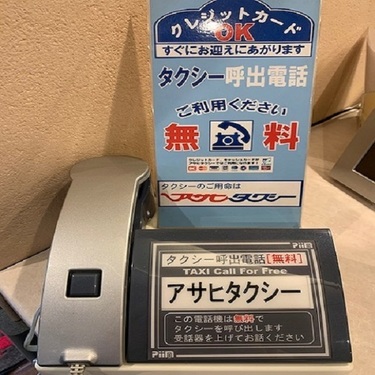 クレジットカード
OK
すぐにお迎えにあがります
タクシー呼出電話
ご利用ください
無 料
タクシーのご用命は
アサヒタクシー
Piim
タクシー呼出電話[無料]
TAXI Call For Free
アサヒタクシー
この電話機は無料で
タクシーを呼び出します
受話器を上げてお話ください
Piim